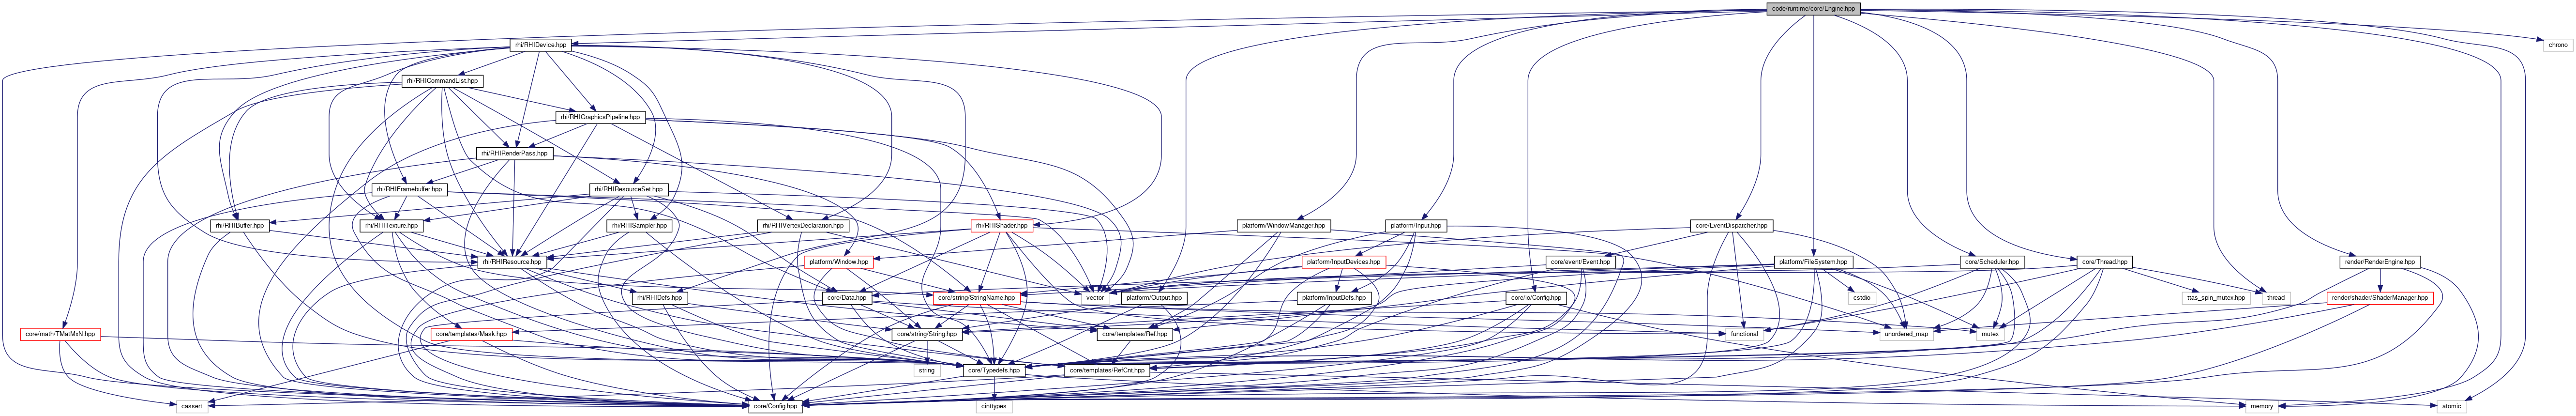 code/runtime/core/Engine.hpp
rhi/RHIDevice.hpp
chrono
rhi/RHICommandList.hpp
rhi/RHIGraphicsPipeline.hpp
rhi/RHIRenderPass.hpp
rhi/RHIFramebuffer.hpp
rhi/RHIResourceSet.hpp
rhi/RHIBuffer.hpp
rhi/RHITexture.hpp
rhi/RHISampler.hpp
rhi/RHIVertexDeclaration.hpp
rhi/RHIShader.hpp
platform/WindowManager.hpp
platform/Input.hpp
core/EventDispatcher.hpp
rhi/RHIResource.hpp
platform/Window.hpp
platform/InputDevices.hpp
core/event/Event.hpp
platform/FileSystem.hpp
core/Scheduler.hpp
core/Thread.hpp
render/RenderEngine.hpp
rhi/RHIDefs.hpp
core/Data.hpp
core/string/StringName.hpp
vector
platform/Output.hpp
platform/InputDefs.hpp
core/io/Config.hpp
cstdio
ttas_spin_mutex.hpp
thread
render/shader/ShaderManager.hpp
core/math/TMatMxN.hpp
core/templates/Mask.hpp
core/string/String.hpp
core/templates/Ref.hpp
functional
unordered_map
mutex
string
core/Typedefs.hpp
core/templates/RefCnt.hpp
cassert
core/Config.hpp
cinttypes
memory
atomic